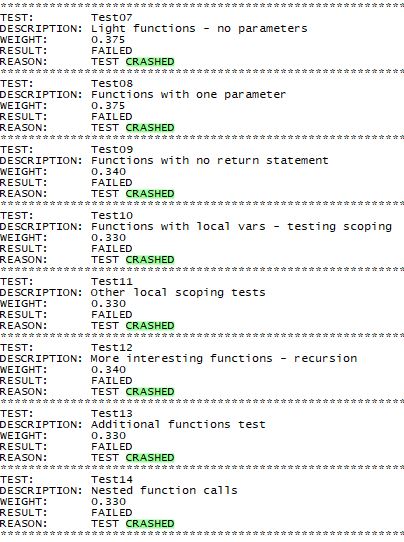 ************************************************************
TEST: Test07
DESCRIPTION: Light functions - no parameters
WEIGHT: 0.375
RESULT: FAILED
REASON: TEST CRASHED
************************************************************
TEST: Test08
DESCRIPTION: Functions with one parameter
WEIGHT: 0.375
RESULT: FAILED
REASON: TEST CRASHED
************************************************************
TEST: Test09
DESCRIPTION: Functions with no return statement
WEIGHT: 0.340
RESULT: FAILED
REASON: TEST CRASHED
************************************************************
TEST: Test10
DESCRIPTION: Functions with local vars - testing scoping
WEIGHT: 0.330
RESULT: FAILED
REASON: TEST CRASHED
************************************************************
TEST: Test11
DESCRIPTION: Other local scoping tests
WEIGHT: 0.330
RESULT: FAILED
REASON: TEST CRASHED
************************************************************
TEST: Test12
DESCRIPTION: More interesting functions - recursion
WEIGHT: 0.340
RESULT: FAILED
REASON: TEST CRASHED
************************************************************
TEST: Test13
DESCRIPTION: Additional functions test
WEIGHT: 0.330
RESULT: FAILED
REASON: TEST CRASHED
************************************************************
TEST: Test14
DESCRIPTION: Nested function calls
WEIGHT: 0.330
RESULT: FAILED
REASON: TEST CRASHED
************************************************************